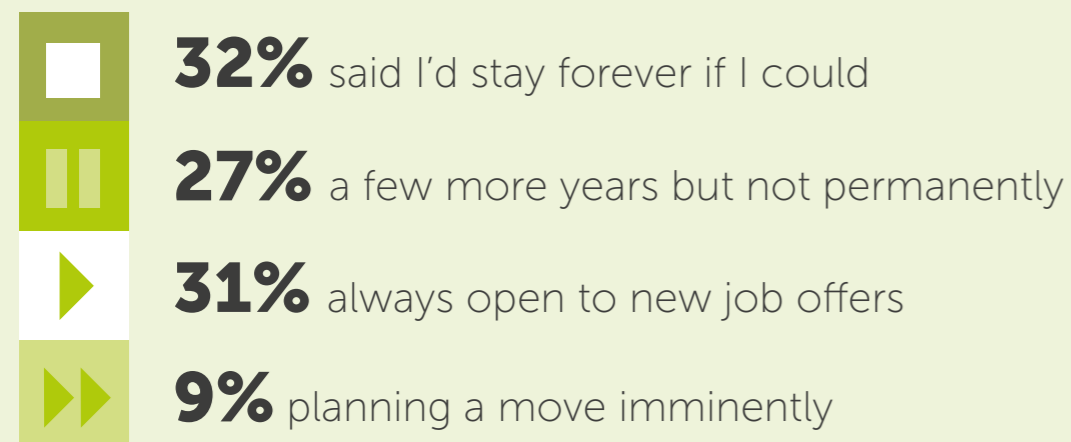 32% said I’d stay forever if I could
27% a few more years but not permanently
31% always open to new job offers
9% planning a move imminently